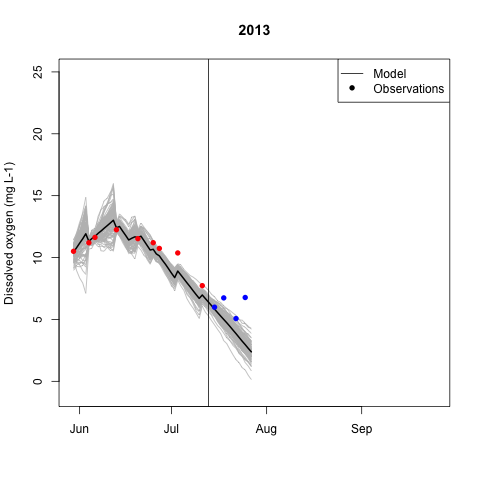 2013
Model
Observations
Dissolved oxygen (mg L-1)
25
20
15
10
5
0
Jun
Jul
Aug
Sep